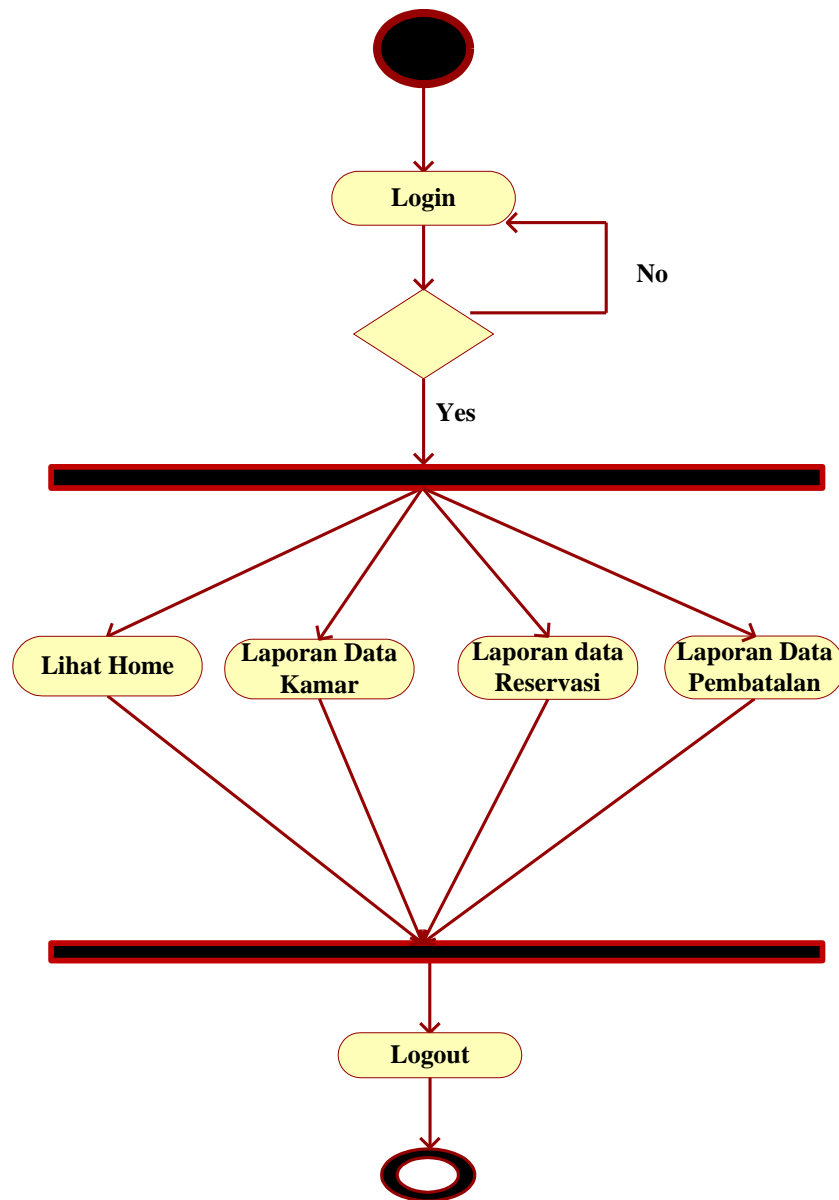 Login
No
Yes
Lihat Home
Laporan Data
Kamar
Laporan data
Reservasi
Laporan Data
Pembatalan
Logout